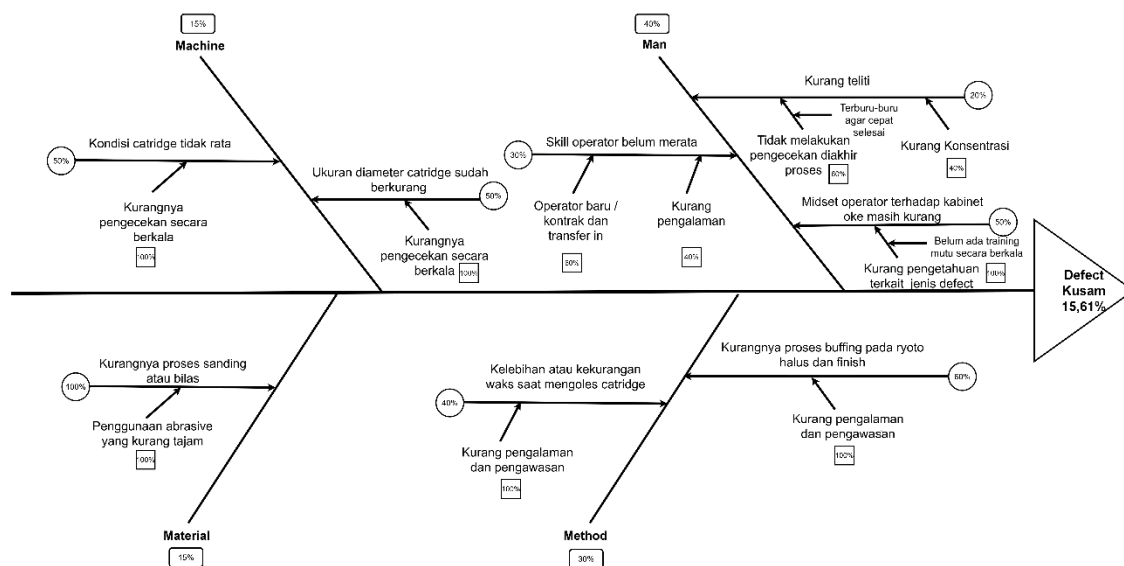 15%
Machine
Kondisi catridge tidak rata
50%
Kurangnya
pengecekan secara
berkala
100%
Ukuran diameter catridge sudah
berkurang
50%
Kurangnya
pengecekan secara
berkala
100%
40%
Man
Kurang teliti
20%
Terburu-buru
agar cepat
selesai
Tidak melakukan
pengecekan diakhir
proses
60%
Kurang Konsentrasi
40%
Skill operator belum merata
30%
Operator baru /
kontrak dan
transfer in
60%
Kurang
pengalaman
40%
Midset operator terhadap kabinet
oke masih kurang
50%
Belum ada training
mutu secara berkala
Kurang pengetahuan
terkait jenis defect
100%
Defect
Kusam
15,61%
Kurangnya proses sanding
atau bilas
100%
Penggunaan abrasive
yang kurang tajam
100%
Material
15%
Kelebihan atau kekurangan
waks saat mengoles catridge
40%
Kurang pengalaman
dan pengawasan
100%
Kurangnya proses buffing pada ryoto
halus dan finish
60%
Kurang pengalaman
dan pengawasan
100%
Method
30%